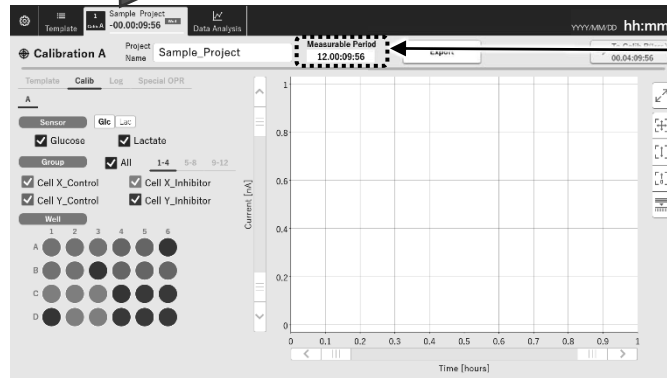 Template
1
Sample Project
-00.00:09:56
Data Analysis
YYYY/MM/DD hh:mm
Calibration A
Project Name
Sample_Project
Measurable Period
12.00:09:56
Export
00.04:09:56
Template Calib Log Special OPR
A
Sensor Glc Lac
Glucose Lactate
Group All 1-4 5-8 9-12
Cell X_Control Cell X_Inhibitor
Cell Y_Control Cell Y_Inhibitor
Well
1 2 3 4 5 6
A
B
C
D
Current [nA]
1
0.8
0.6
0.4
0.2
0
0 0.1 0.2 0.3 0.4 0.5 0.6 0.7 0.8 0.9 1
Time [hours]